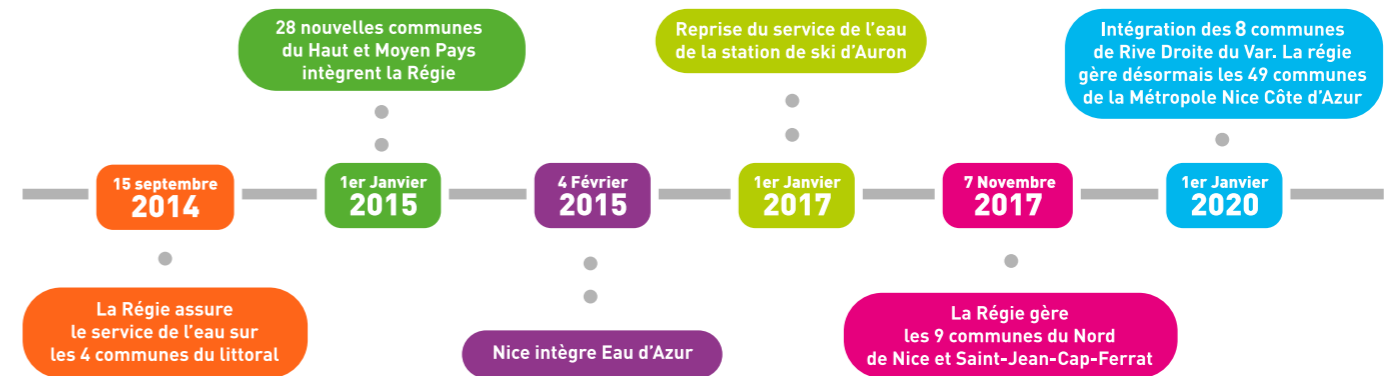 28 nouvelles communes
du Haut et Moyen Pays
intègrent la Régie
Reprise du service de l’eau
de la station de ski d’Auron
Intégration des 8 communes
de Rive Droite du Var. La régie
gère désormais les 49 communes
de la Métropole Nice Côte d’Azur
15 septembre
2014
1er Janvier
2015
4 Février
2015
1er Janvier
2017
7 Novembre
2017
1er Janvier
2020
La Régie assure
le service de l’eau sur
les 4 communes du littoral
Nice intègre Eau d’Azur
La Régie gère
les 9 communes du Nord
de Nice et Saint-Jean-Cap-Ferrat